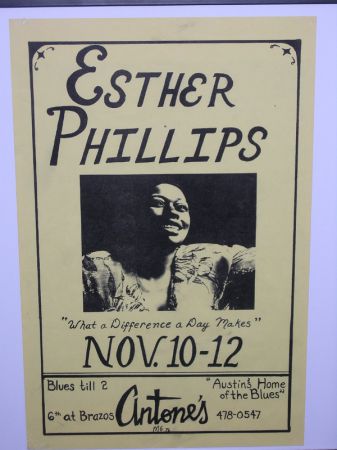 ESTHER
PHILLIPS
"What a Difference a Day Makes"
NOV. 10-12
Blues till 2
6th at Brazos
Antone's
"Austin's Home
of the Blues"
478-0547